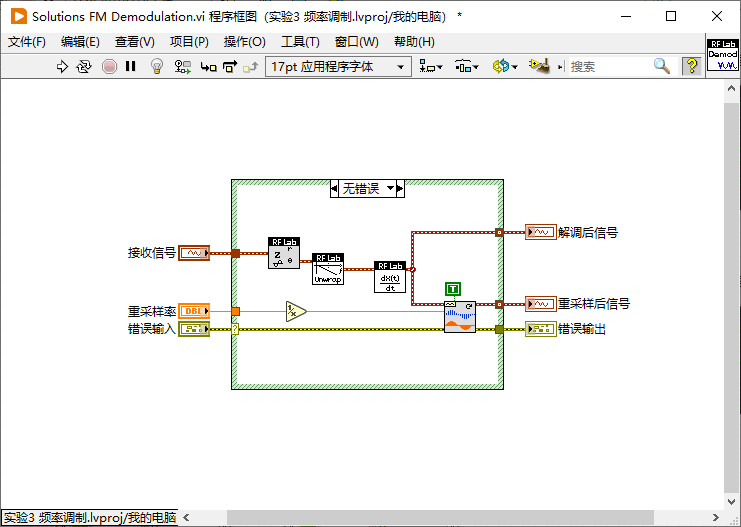 Solutions FM Demodulation.vi 程序框图（实验3 频率调制.lvproj/我的电脑） *
文件(F) 编辑(E) 查看(V) 项目(P) 操作(O) 工具(T) 窗口(W) 帮助(H)
17pt 应用程序字体 搜索 ?
RF Lab
Demod
无错误
解调后信号
RF Lab
接收信号
z r
θ
RF Lab
Unwrap
RF Lab
dx(t)
dt
T
重采样后信号
重采样率 DBL
1/x
错误输入 ?
错误输出
实验3 频率调制.lvproj/我的电脑